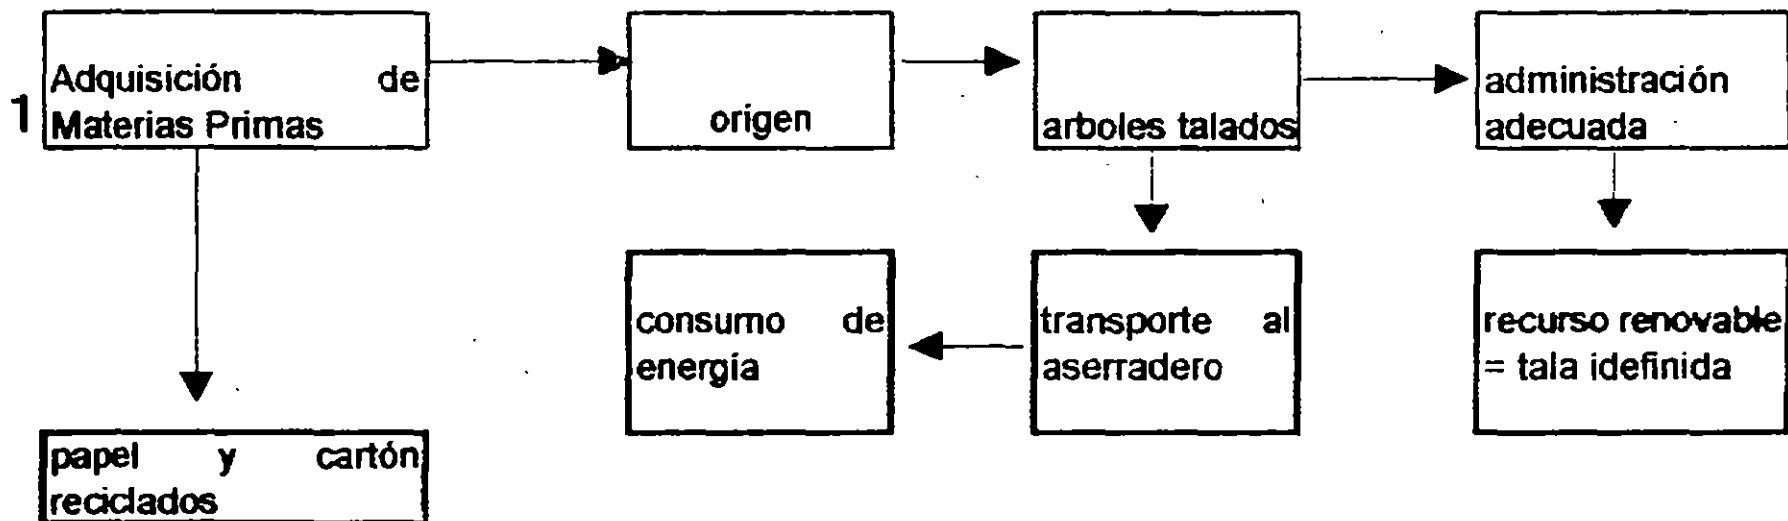 1
Adquisición de
Materias Primas
origen
arboles talados
administración
adecuada
consumo de
energía
transporte al
aserradero
recurso renovable
= tala idefinida
papel y cartón
reciclados